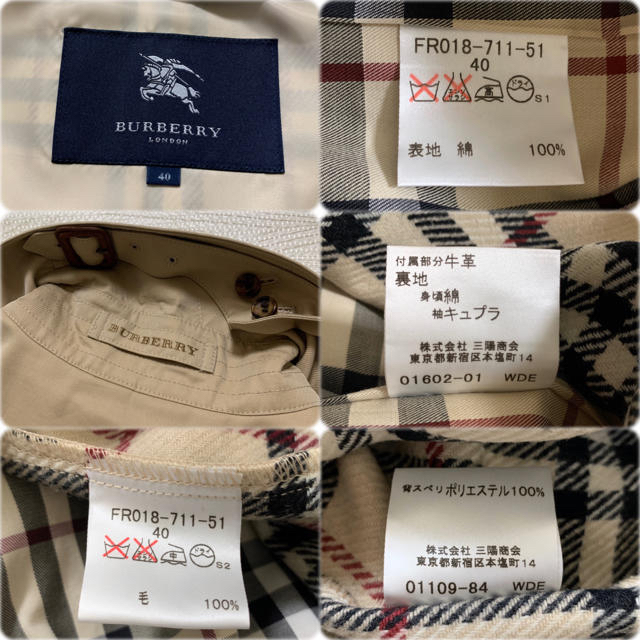 BURBERRY
LONDON
40
FR018-711-51
40
S1
表地 綿 100%
BURBERRY
付属部分 牛革
裏地
身頃 綿
袖 キュプラ
株式会社 三陽商会
東京都新宿区本塩町14
01602-01 WDE
FR018-711-51
40
中 ドライ
S2
毛 100%
背スベリ ポリエステル100%
株式会社 三陽商会
東京都新宿区本塩町14
01109-84 WDE